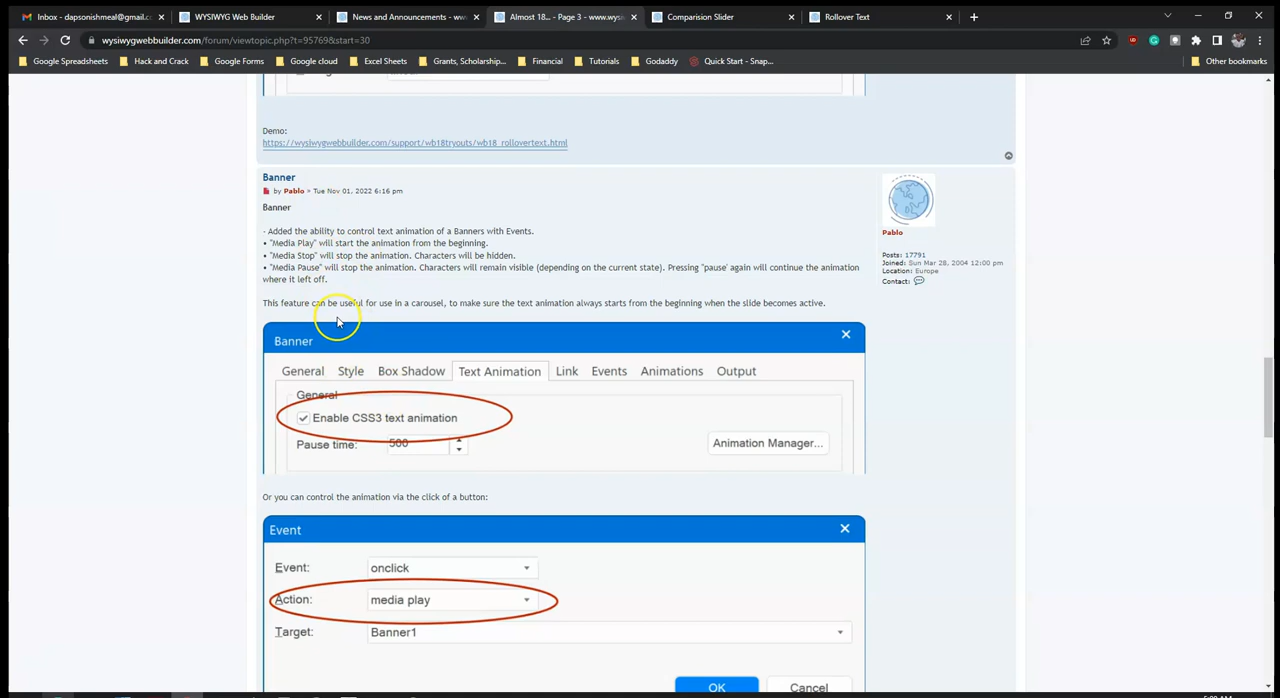 Inbox - dapsonishmeal@gmail.c
WYSIWYG Web Builder
News and Announcements - www.w
Almost 18... - Page 3 - www.wysi
Comparision Slider
Rollover Text
wysiwygwebbuilder.com/forum/viewtopic.php?t=95769&start=30
Google Spreadsheets
Hack and Crack
Google Forms
Google cloud
Excel Sheets
Grants, Scholarship...
Financial
Tutorials
Godaddy
Quick Start - Snap...
Other bookmarks
Demo:
https://wysiwygwebbuilder.com/support/wb18tryouts/wb18_rollovertext.html
Banner
by Pablo » Tue Nov 01, 2022 6:16 pm
Banner
- Added the ability to control text animation of a Banners with Events.
• "Media Play" will start the animation from the beginning.
• "Media Stop" will stop the animation. Characters will be hidden.
• "Media Pause" will stop the animation. Characters will remain visible (depending on the current state). Pressing 'pause' again will continue the animation
where it left off.
This feature can be useful for use in a carousel, to make sure the text animation always starts from the beginning when the slide becomes active.
Pablo
Posts: 17791
Joined: Sun Mar 28, 2004 12:00 pm
Location: Europe
Contact:
Banner
General Style Box Shadow Text Animation Link Events Animations Output
General
Enable CSS3 text animation
Pause time: 500
Animation Manager...
Or you can control the animation via the click of a button:
Event
Event: onclick
Action: media play
Target: Banner1
OK
Cancel